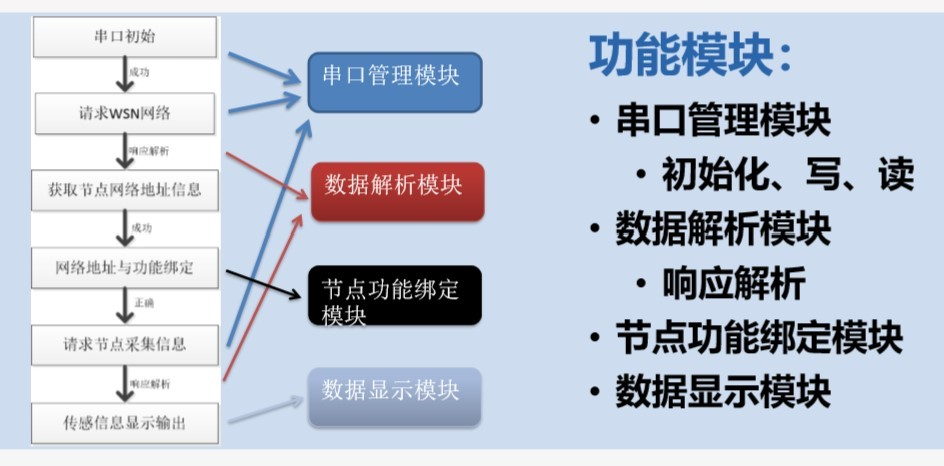 串口初始
成功
请求WSN网络
响应解析
获取节点网络地址信息
成功
网络地址与功能绑定
正确
请求节点采集信息
响应解析
传感信息显示输出
串口管理模块
数据解析模块
节点功能绑定
模块
数据显示模块
功能模块：
• 串口管理模块
• 初始化、写、读
• 数据解析模块
• 响应解析
• 节点功能绑定模块
• 数据显示模块